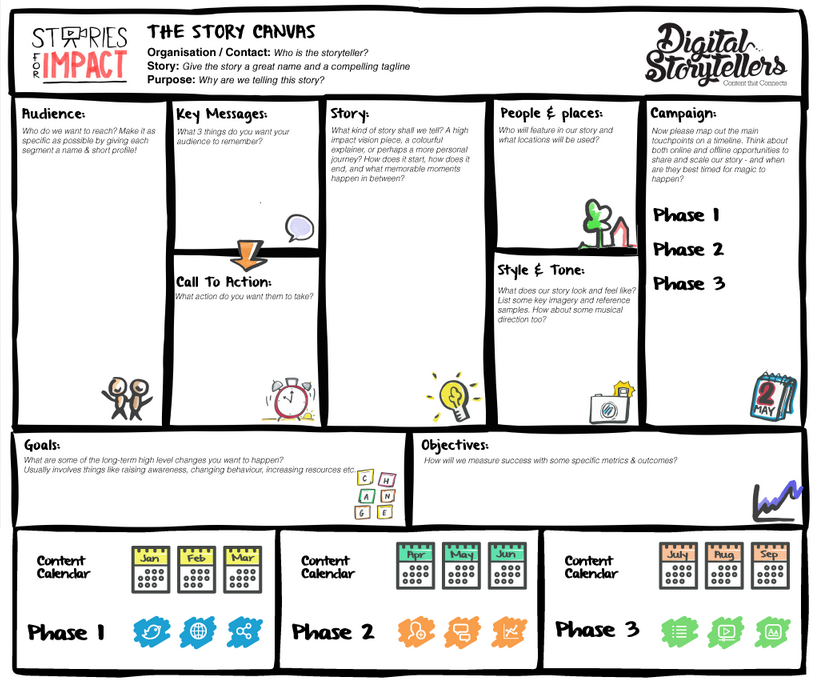 STORIES
FOR
IMPACT
THE STORY CANVAS
Organisation / Contact: Who is the storyteller?
Story: Give the story a great name and a compelling tagline
Purpose: Why are we telling this story?
Digital
Storytellers
Content that Connects
Audience:
Who do we want to reach? Make it as
specific as possible by giving each
segment a name & short profile!
Key Messages:
What 3 things do you want your
audience to remember?
Call To Action:
What action do you want them to take?
Story:
What kind of story shall we tell? A high
impact vision piece, a colourful
explainer, or perhaps a more personal
journey? How does it start, how does it
end, and what memorable moments
happen in between?
People & places:
Who will feature in our story and
what locations will be used?
Style & Tone:
What does our story look and feel like?
List some key imagery and reference
samples. How about some musical
direction too?
Campaign:
Now please map out the main
touchpoints on a timeline. Think about
both online and offline opportunities to
share and scale our story - and when
are they best timed for magic to
happen?
Phase 1
Phase 2
Phase 3
2
MAY
Goals:
What are some of the long-term high level changes you want to happen?
Usually involves things like raising awareness, changing behaviour, increasing resources etc.
C H
A N
G E
Objectives:
How will we measure success with some specific metrics & outcomes?
Content
Calendar
Jan Feb Mar
Phase 1
Content
Calendar
Apr May Jun
Phase 2
Content
Calendar
July Aug Sep
Phase 3
Aa